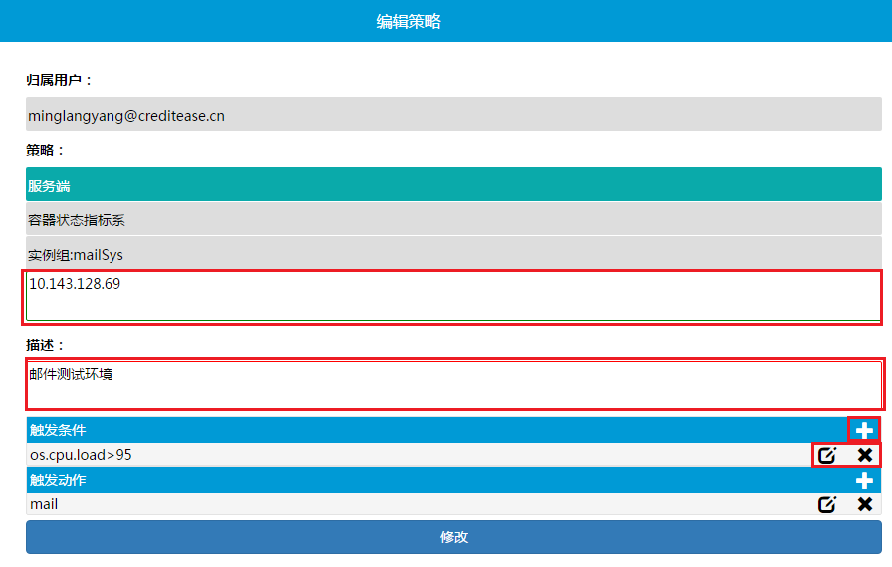 编辑策略
归属用户：
minglangyang@creditease.cn
策略：
服务端
容器状态指标系
实例组:mailSys
10.143.128.69
描述：
邮件测试环境
触发条件
os.cpu.load>95
触发动作
mail
修改